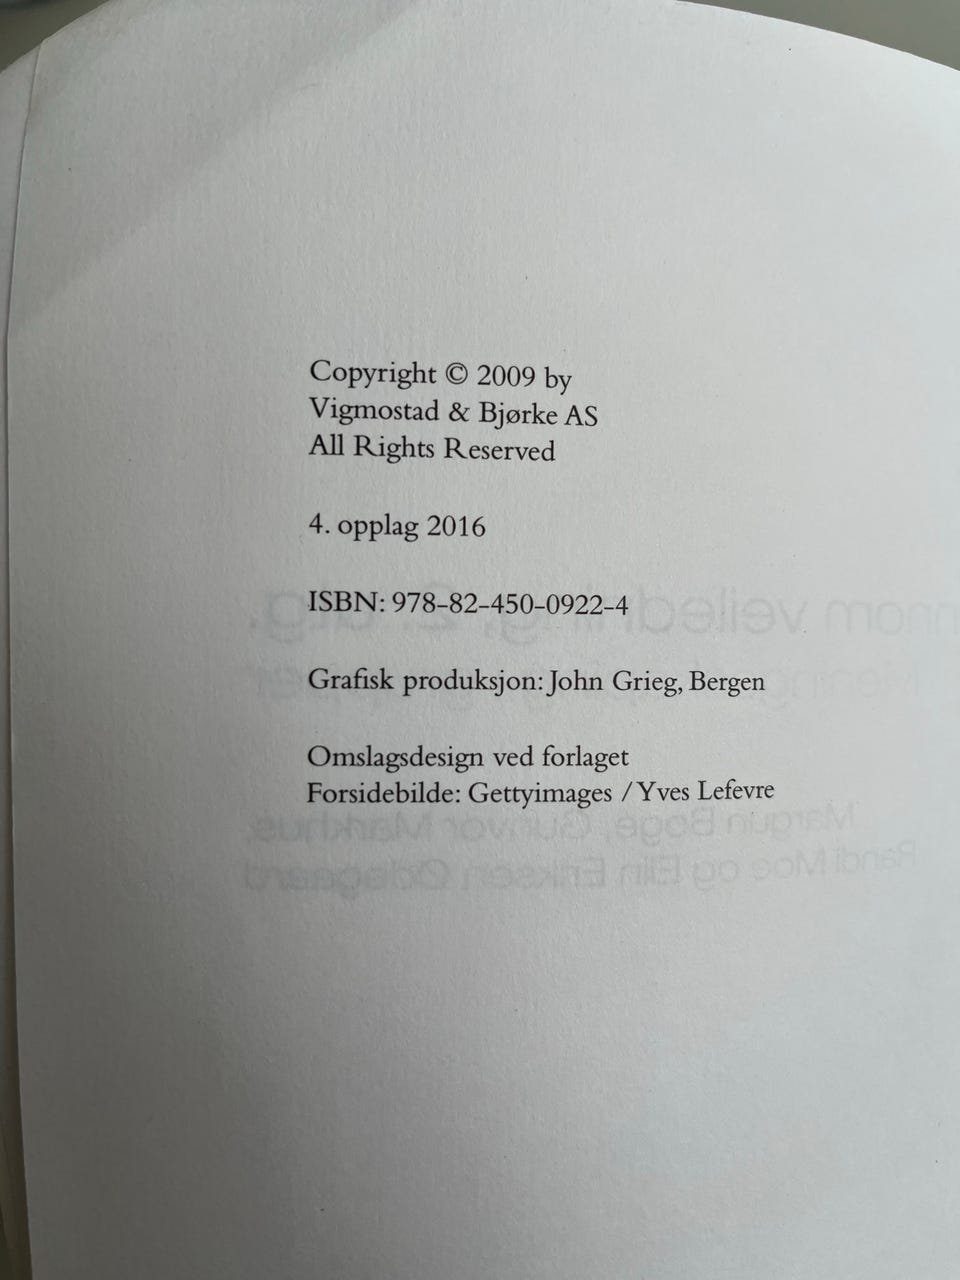 Copyright © 2009 by
Vigmostad & Bjørke AS
All Rights Reserved
4. opplag 2016
ISBN: 978-82-450-0922-4
Grafisk produksjon: John Grieg, Bergen
Omslagsdesign ved forlaget
Forsidebilde: Gettyimages / Yves Lefevre